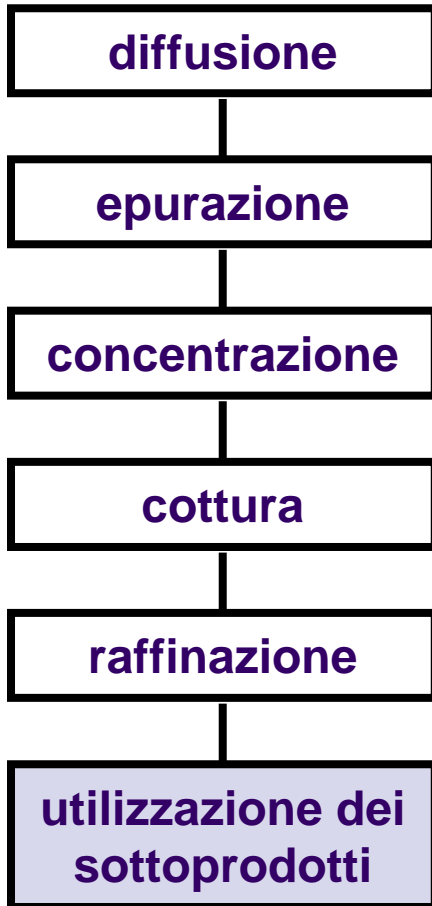 diffusione
epurazione
concentrazione
cottura
raffinazione
utilizzazione dei
sottoprodotti